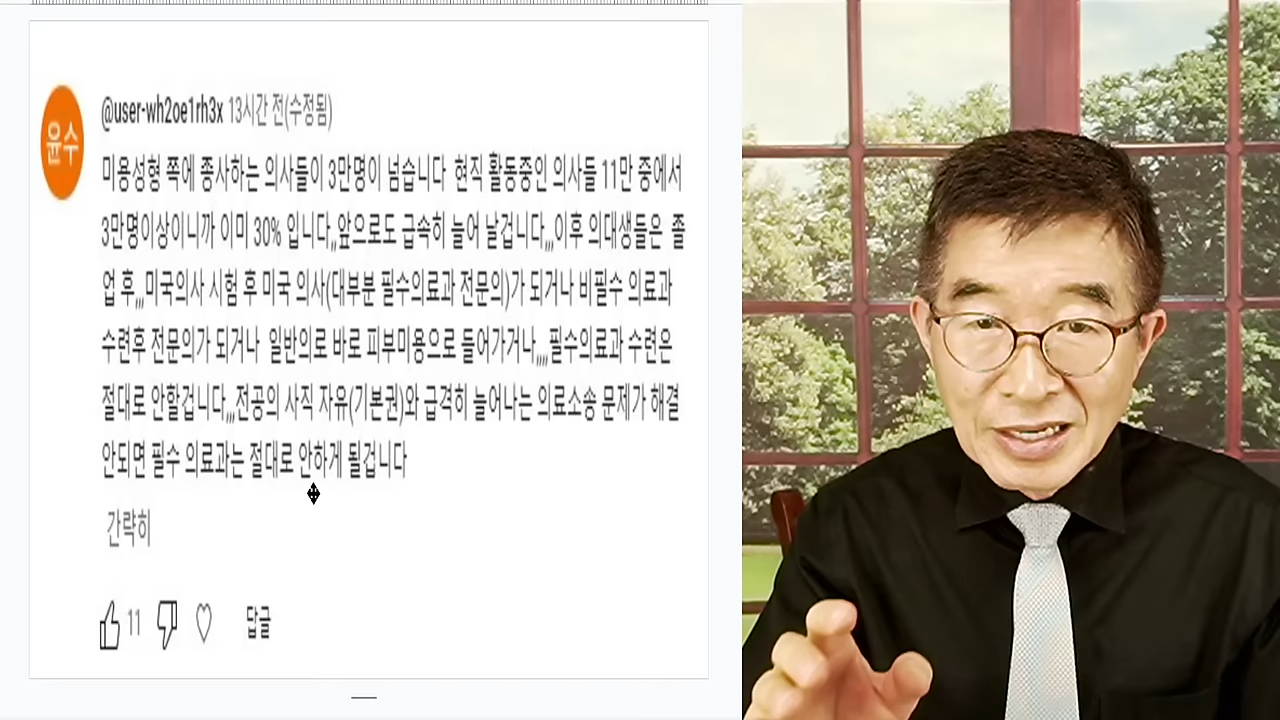 윤수
@user-wh2oe1rh3x 13시간 전(수정됨)
미용성형 쪽에 종사하는 의사들이 3만명이 넘습니다 현직 활동중인 의사들 11만 중에서
3만명이상이니까 이미 30% 입니다,,앞으로도 급속히 늘어 날겁니다,,,이후 의대생들은 졸
업 후,,,미국의사 시험 후 미국 의사(대부분 필수의료과 전문의)가 되거나 비필수 의료과
수련후 전문의가 되거나 일반의로 바로 피부미용으로 들어가거나,,,,필수의료과 수련은
절대로 안할겁니다,,,전공의 사직 자유(기본권)와 급격히 늘어나는 의료소송 문제가 해결
안되면 필수 의료과는 절대로 안하게 될겁니다
간략히
11 답글